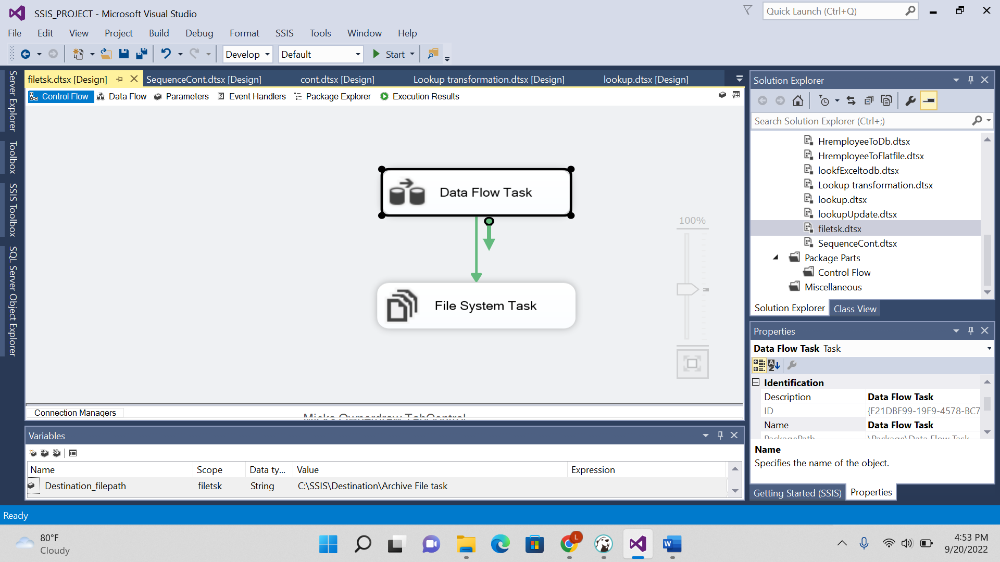 SSIS_PROJECT - Microsoft Visual Studio
Quick Launch (Ctrl+Q)
File Edit View Project Build Debug Format SSIS Tools Window Help
Develop Default Start
filetsk.dtsx [Design] SequenceCont.dtsx [Design] cont.dtsx [Design] Lookup transformation.dtsx [Design] lookup.dtsx [Design]
Control Flow Data Flow Parameters Event Handlers Package Explorer Execution Results
Server Explorer
Toolbox
SSIS Toolbox
SQL Server Object Explorer
Data Flow Task
File System Task
100%
Connection Managers
Micks Ownerdraw TabControl
Variables
Name Scope Data ty... Value Expression
Destination_filepath filetsk String C:\SSIS\Destination\Archive File task
Solution Explorer
Search Solution Explorer (Ctrl+;)
HremployeeToDb.dtsx
HremployeeToFlatfile.dtsx
lookfExceltodb.dtsx
Lookup transformation.dtsx
lookup.dtsx
lookupUpdate.dtsx
filetsk.dtsx
SequenceCont.dtsx
Package Parts
Control Flow
Miscellaneous
Solution Explorer Class View
Properties
Data Flow Task Task
Identification
Description Data Flow Task
ID {F21DBF99-19F9-4578-BC7
Name Data Flow Task
PackagePath \Package\Data Flow Task
Name
Specifies the name of the object.
Getting Started (SSIS) Properties
Ready
80°F
Cloudy
L
4:53 PM
9/20/2022